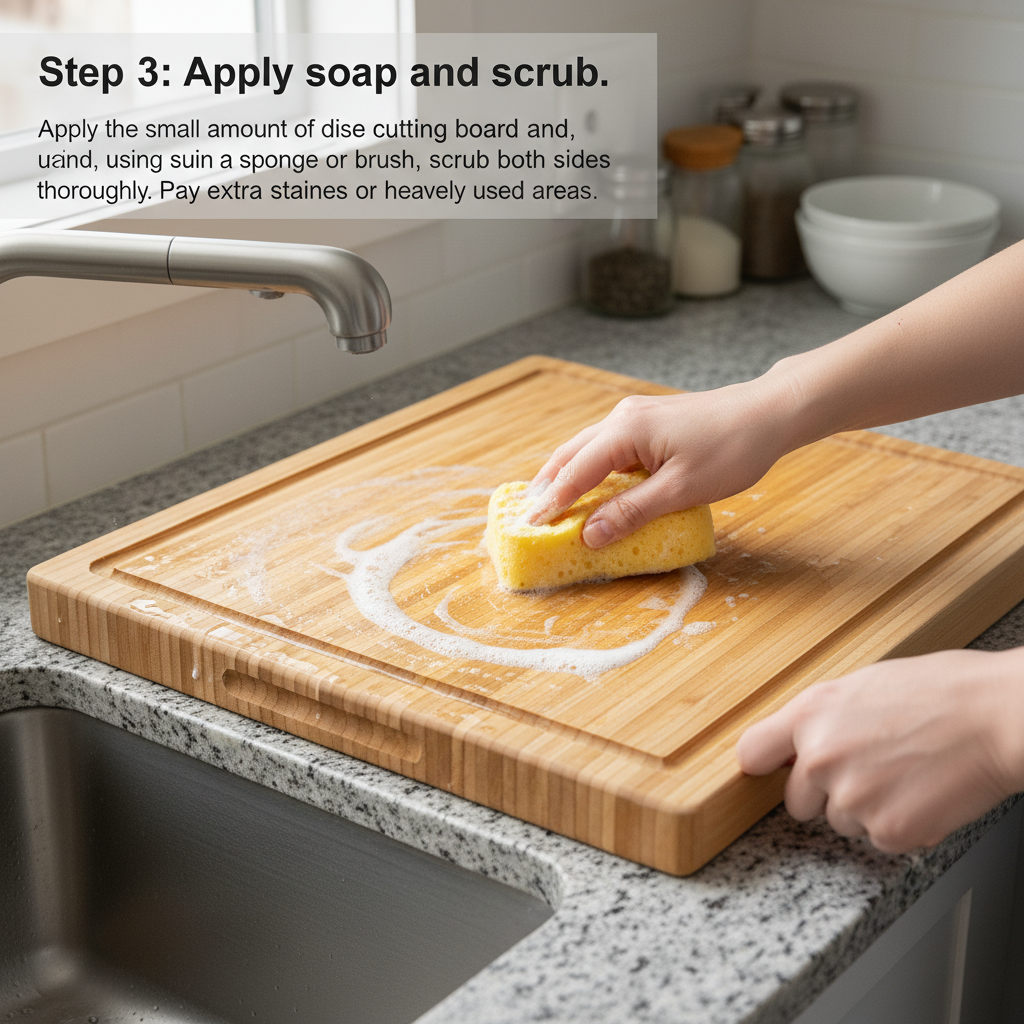 Step 3: Apply soap and scrub.
Apply the small amount of dise cutting board and,
using suin a sponge or brush, scrub both sides
thoroughly. Pay extra staines or heavely used areas.